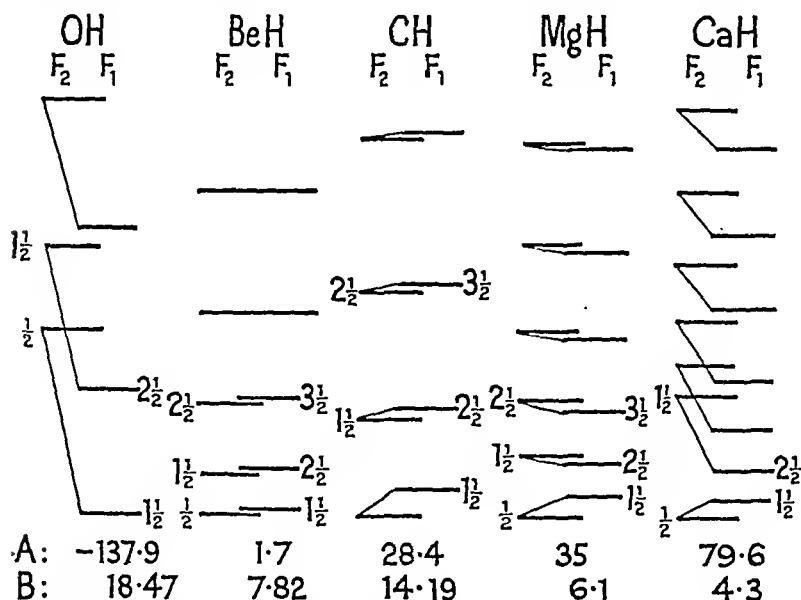 OH BeH CH MgH CaH
F₂ F₁ F₂ F₁ F₂ F₁ F₂ F₁ F₂ F₁
1½
2½ 3½
½
2½ 2½ 3½ 2½ 3½ 1½
1½ 2½
1½ 2½ 1½ 2½ 2½
1½ ½ 1½ 1½ ½ 1½ ½ 1½
A: -137·9 1·7 28·4 35 79·6
B: 18·47 7·82 14·19 6·1 4·3